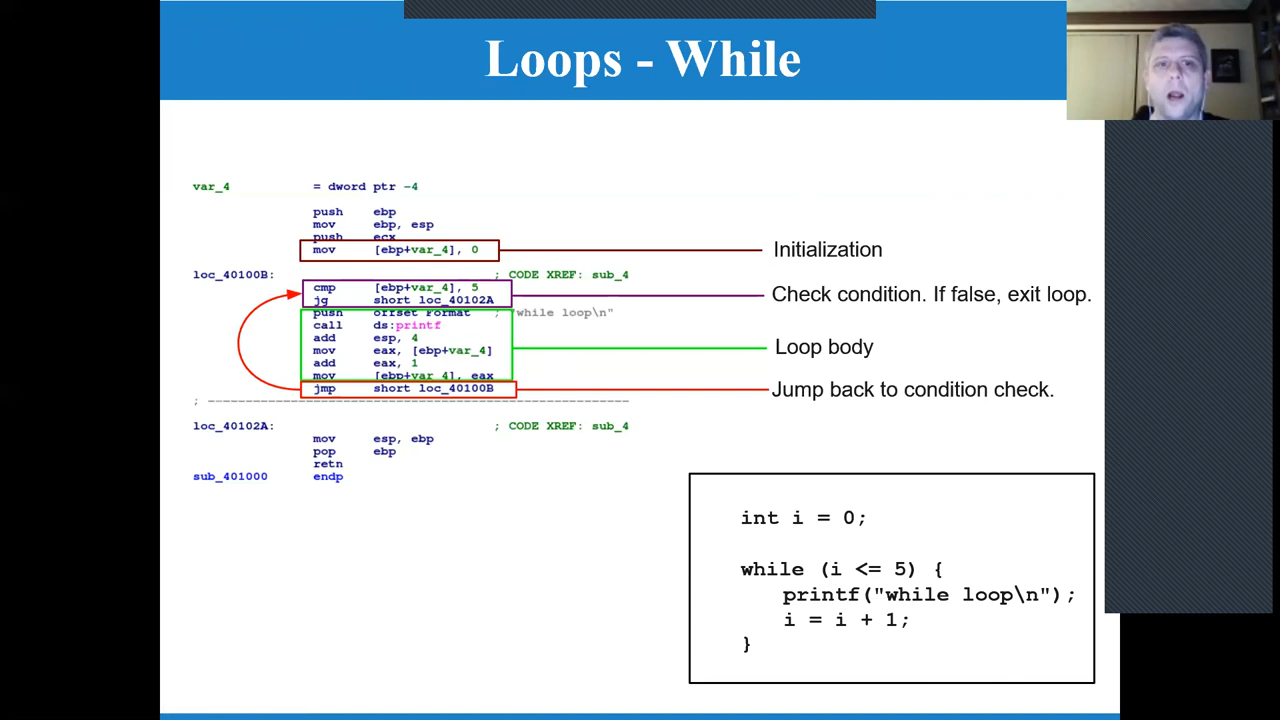 Loops - While
var_4 = dword ptr -4
push ebp
mov ebp, esp
push ecx
mov [ebp+var_4], 0
Initialization
loc_40100B: ; CODE XREF: sub_4
cmp [ebp+var_4], 5
jg short loc_40102A
Check condition. If false, exit loop.
push offset Format ; "while loop\n"
call ds:printf
add esp, 4
mov eax, [ebp+var_4]
add eax, 1
mov [ebp+var_4], eax
Loop body
jmp short loc_40100B
Jump back to condition check.
; --------------------------------------------------------
loc_40102A: ; CODE XREF: sub_4
mov esp, ebp
pop ebp
retn
sub_401000 endp
int i = 0;
while (i <= 5) {
printf("while loop\n");
i = i + 1;
}